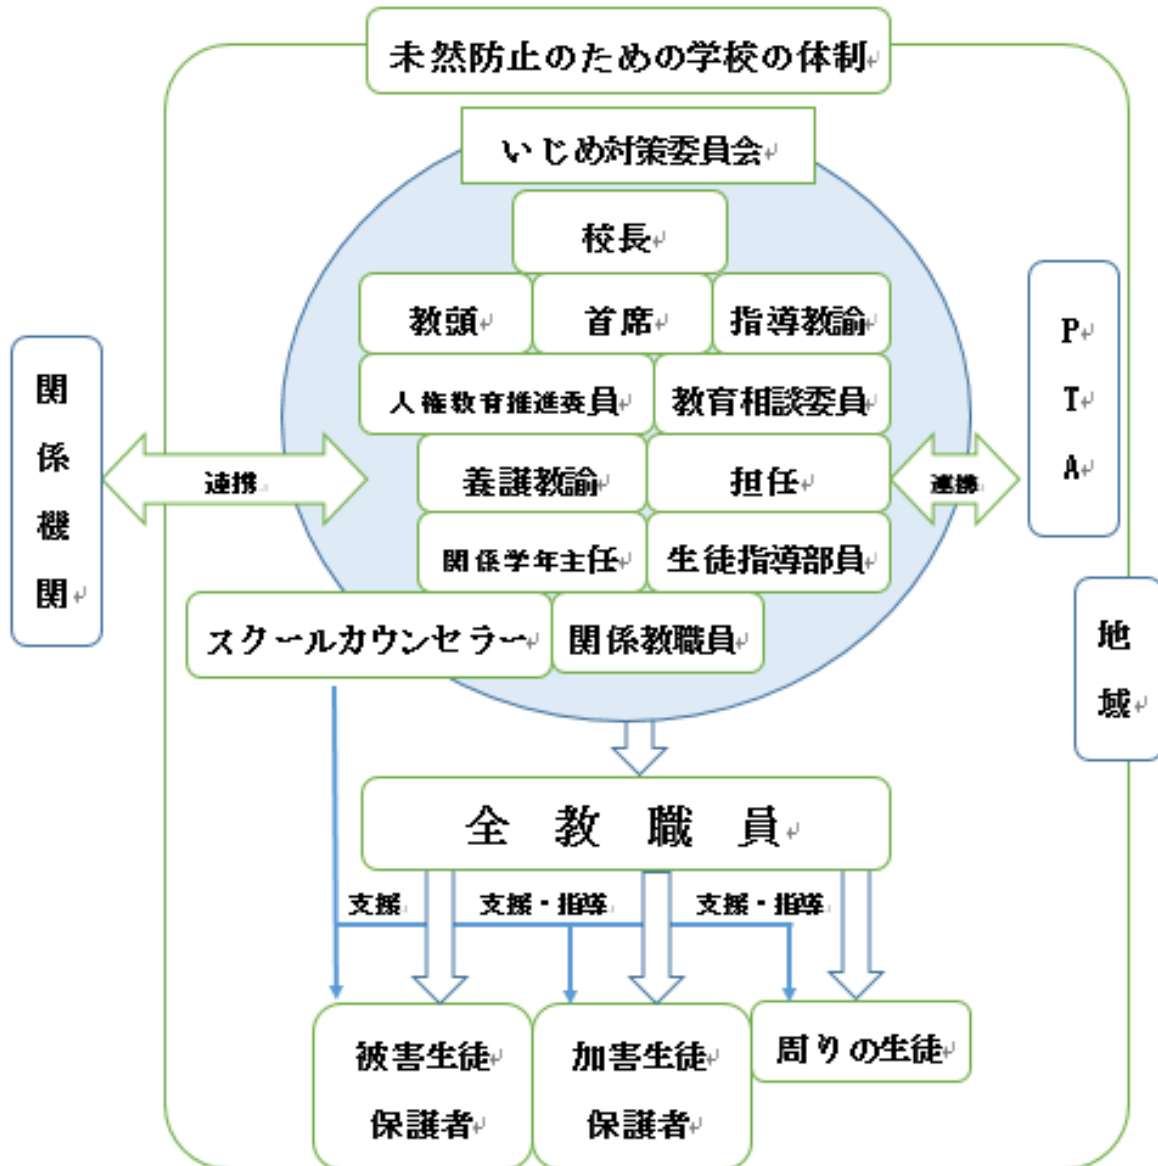 未然防止のための学校の体制
いじめ対策委員会
校長
教頭
首席
指導教諭
人権教育推進委員
教育相談委員
養護教諭
担任
関係学年主任
生徒指導部員
スクールカウンセラー
関係教職員
関係機関
連携
連携
PTA
地域
全教職員
支援
支援・指導
支援・指導
被害生徒
保護者
加害生徒
保護者
周りの生徒